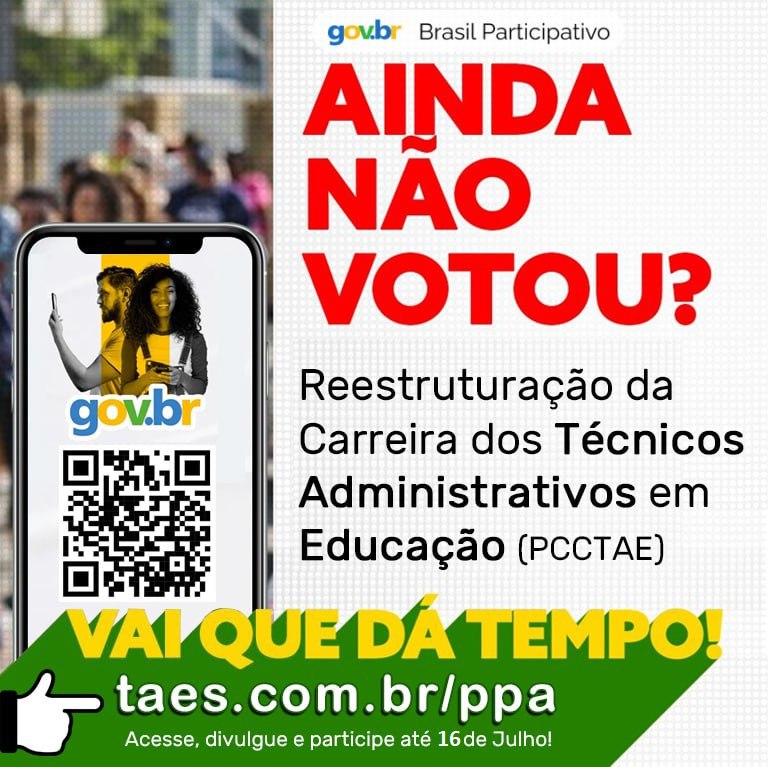 gov.br Brasil Participativo
AINDA
NÃO
VOTOU?
Reestruturação da
Carreira dos Técnicos
Administrativos em
Educação (PCCTAE)
gov.br
VAI QUE DÁ TEMPO!
taes.com.br/ppa
Acesse, divulgue e participe até 16 de Julho!